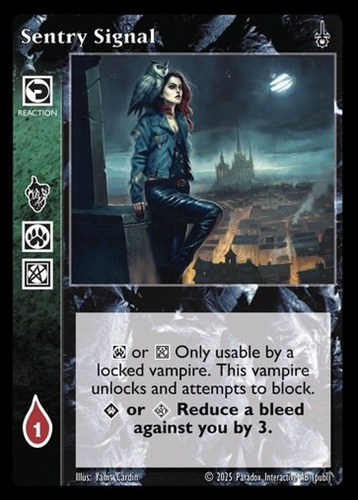 Sentry Signal
REACTION
or Only usable by a
locked vampire. This vampire
unlocks and attempts to block.
or Reduce a bleed
against you by 3.
1
Illus: Yami Cardin © 2025 Paradox Interactive AB (publ)